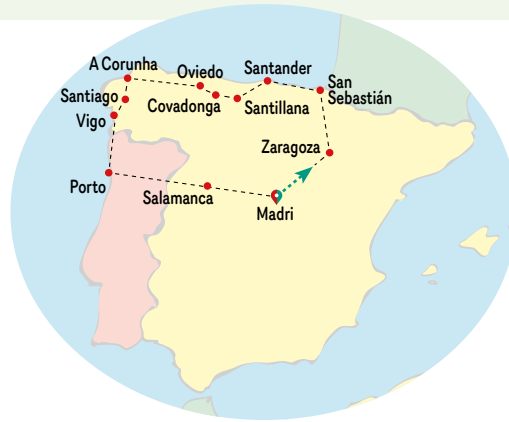 A Corunha
Oviedo
Santander
San
Sebastián
Santiago
Covadonga
Santillana
Vigo
Zaragoza
Porto
Salamanca
Madri